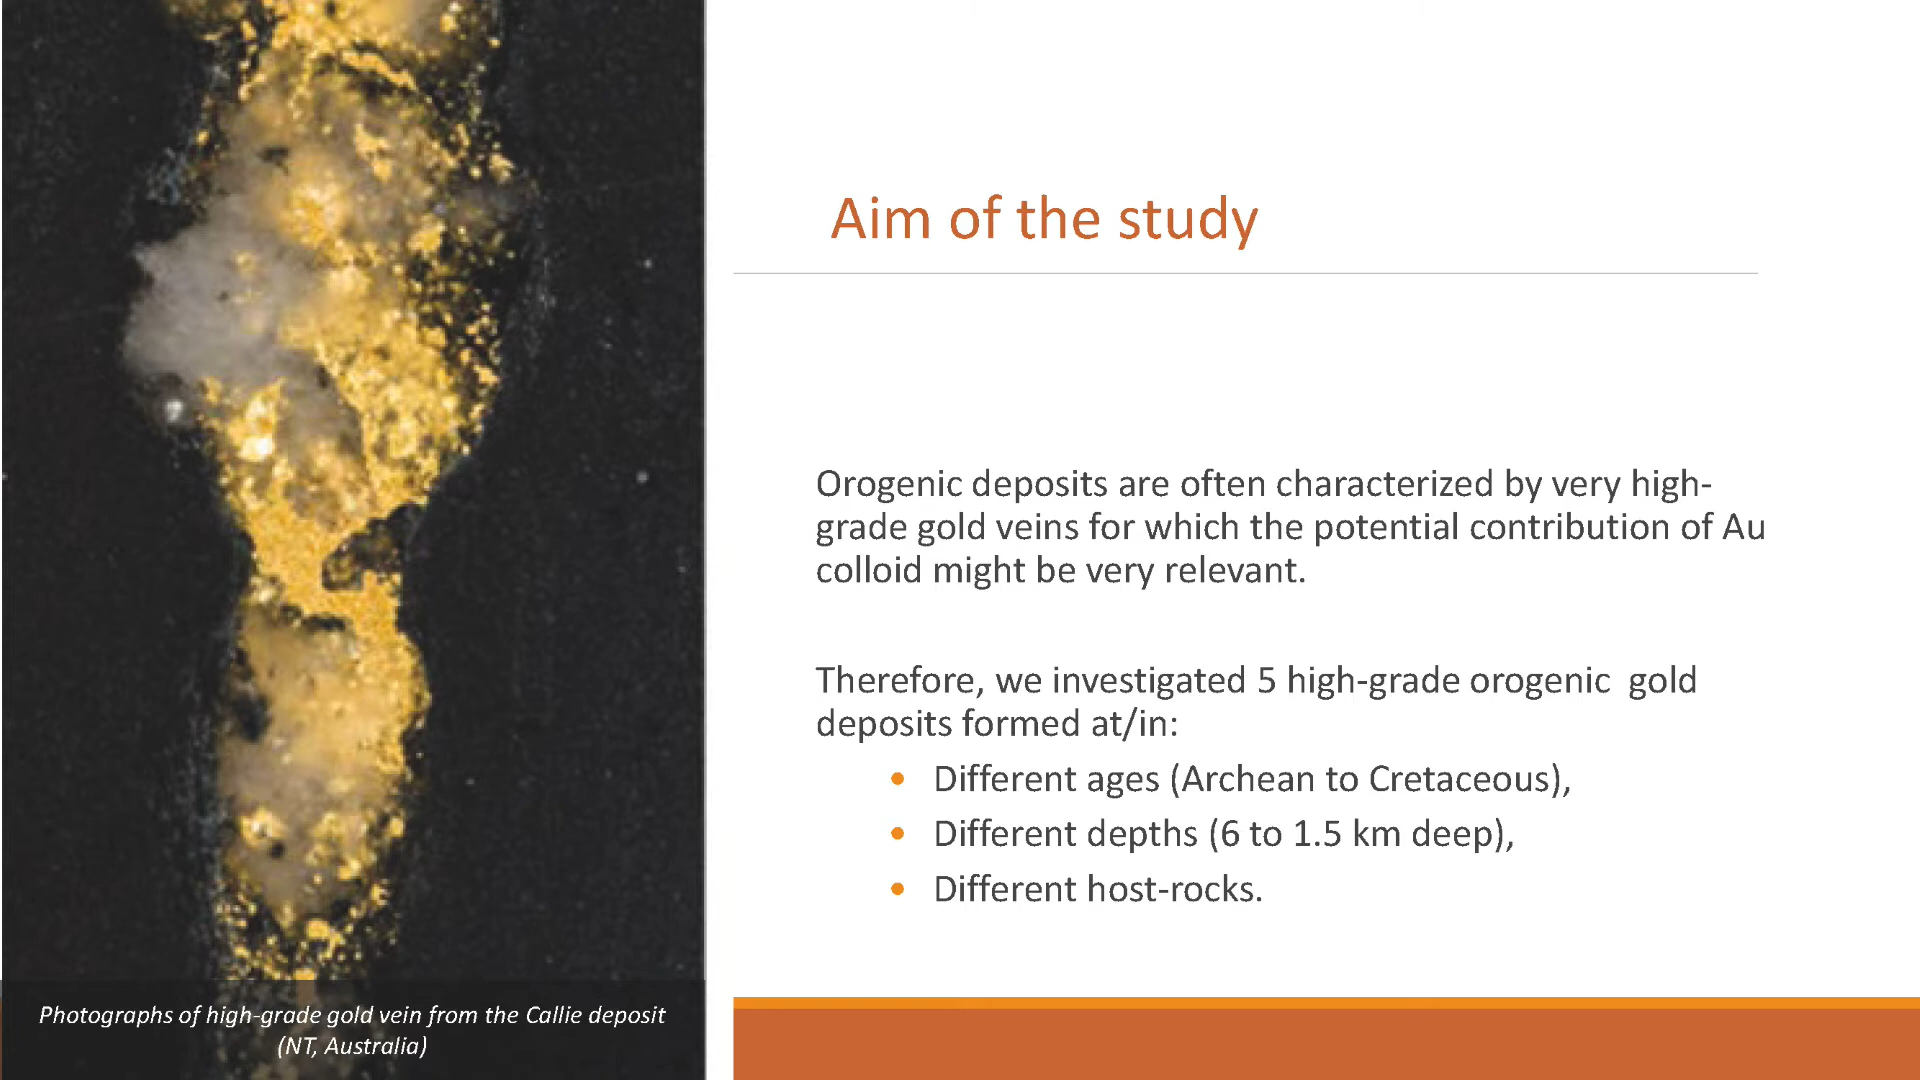 Aim of the study
Orogenic deposits are often characterized by very high-
grade gold veins for which the potential contribution of Au
colloid might be very relevant.
Therefore, we investigated 5 high-grade orogenic  gold
deposits formed at/in:
• Different ages (Archean to Cretaceous),
• Different depths (6 to 1.5 km deep),
• Different host-rocks.
Photographs of high-grade gold vein from the Callie deposit
(NT, Australia)